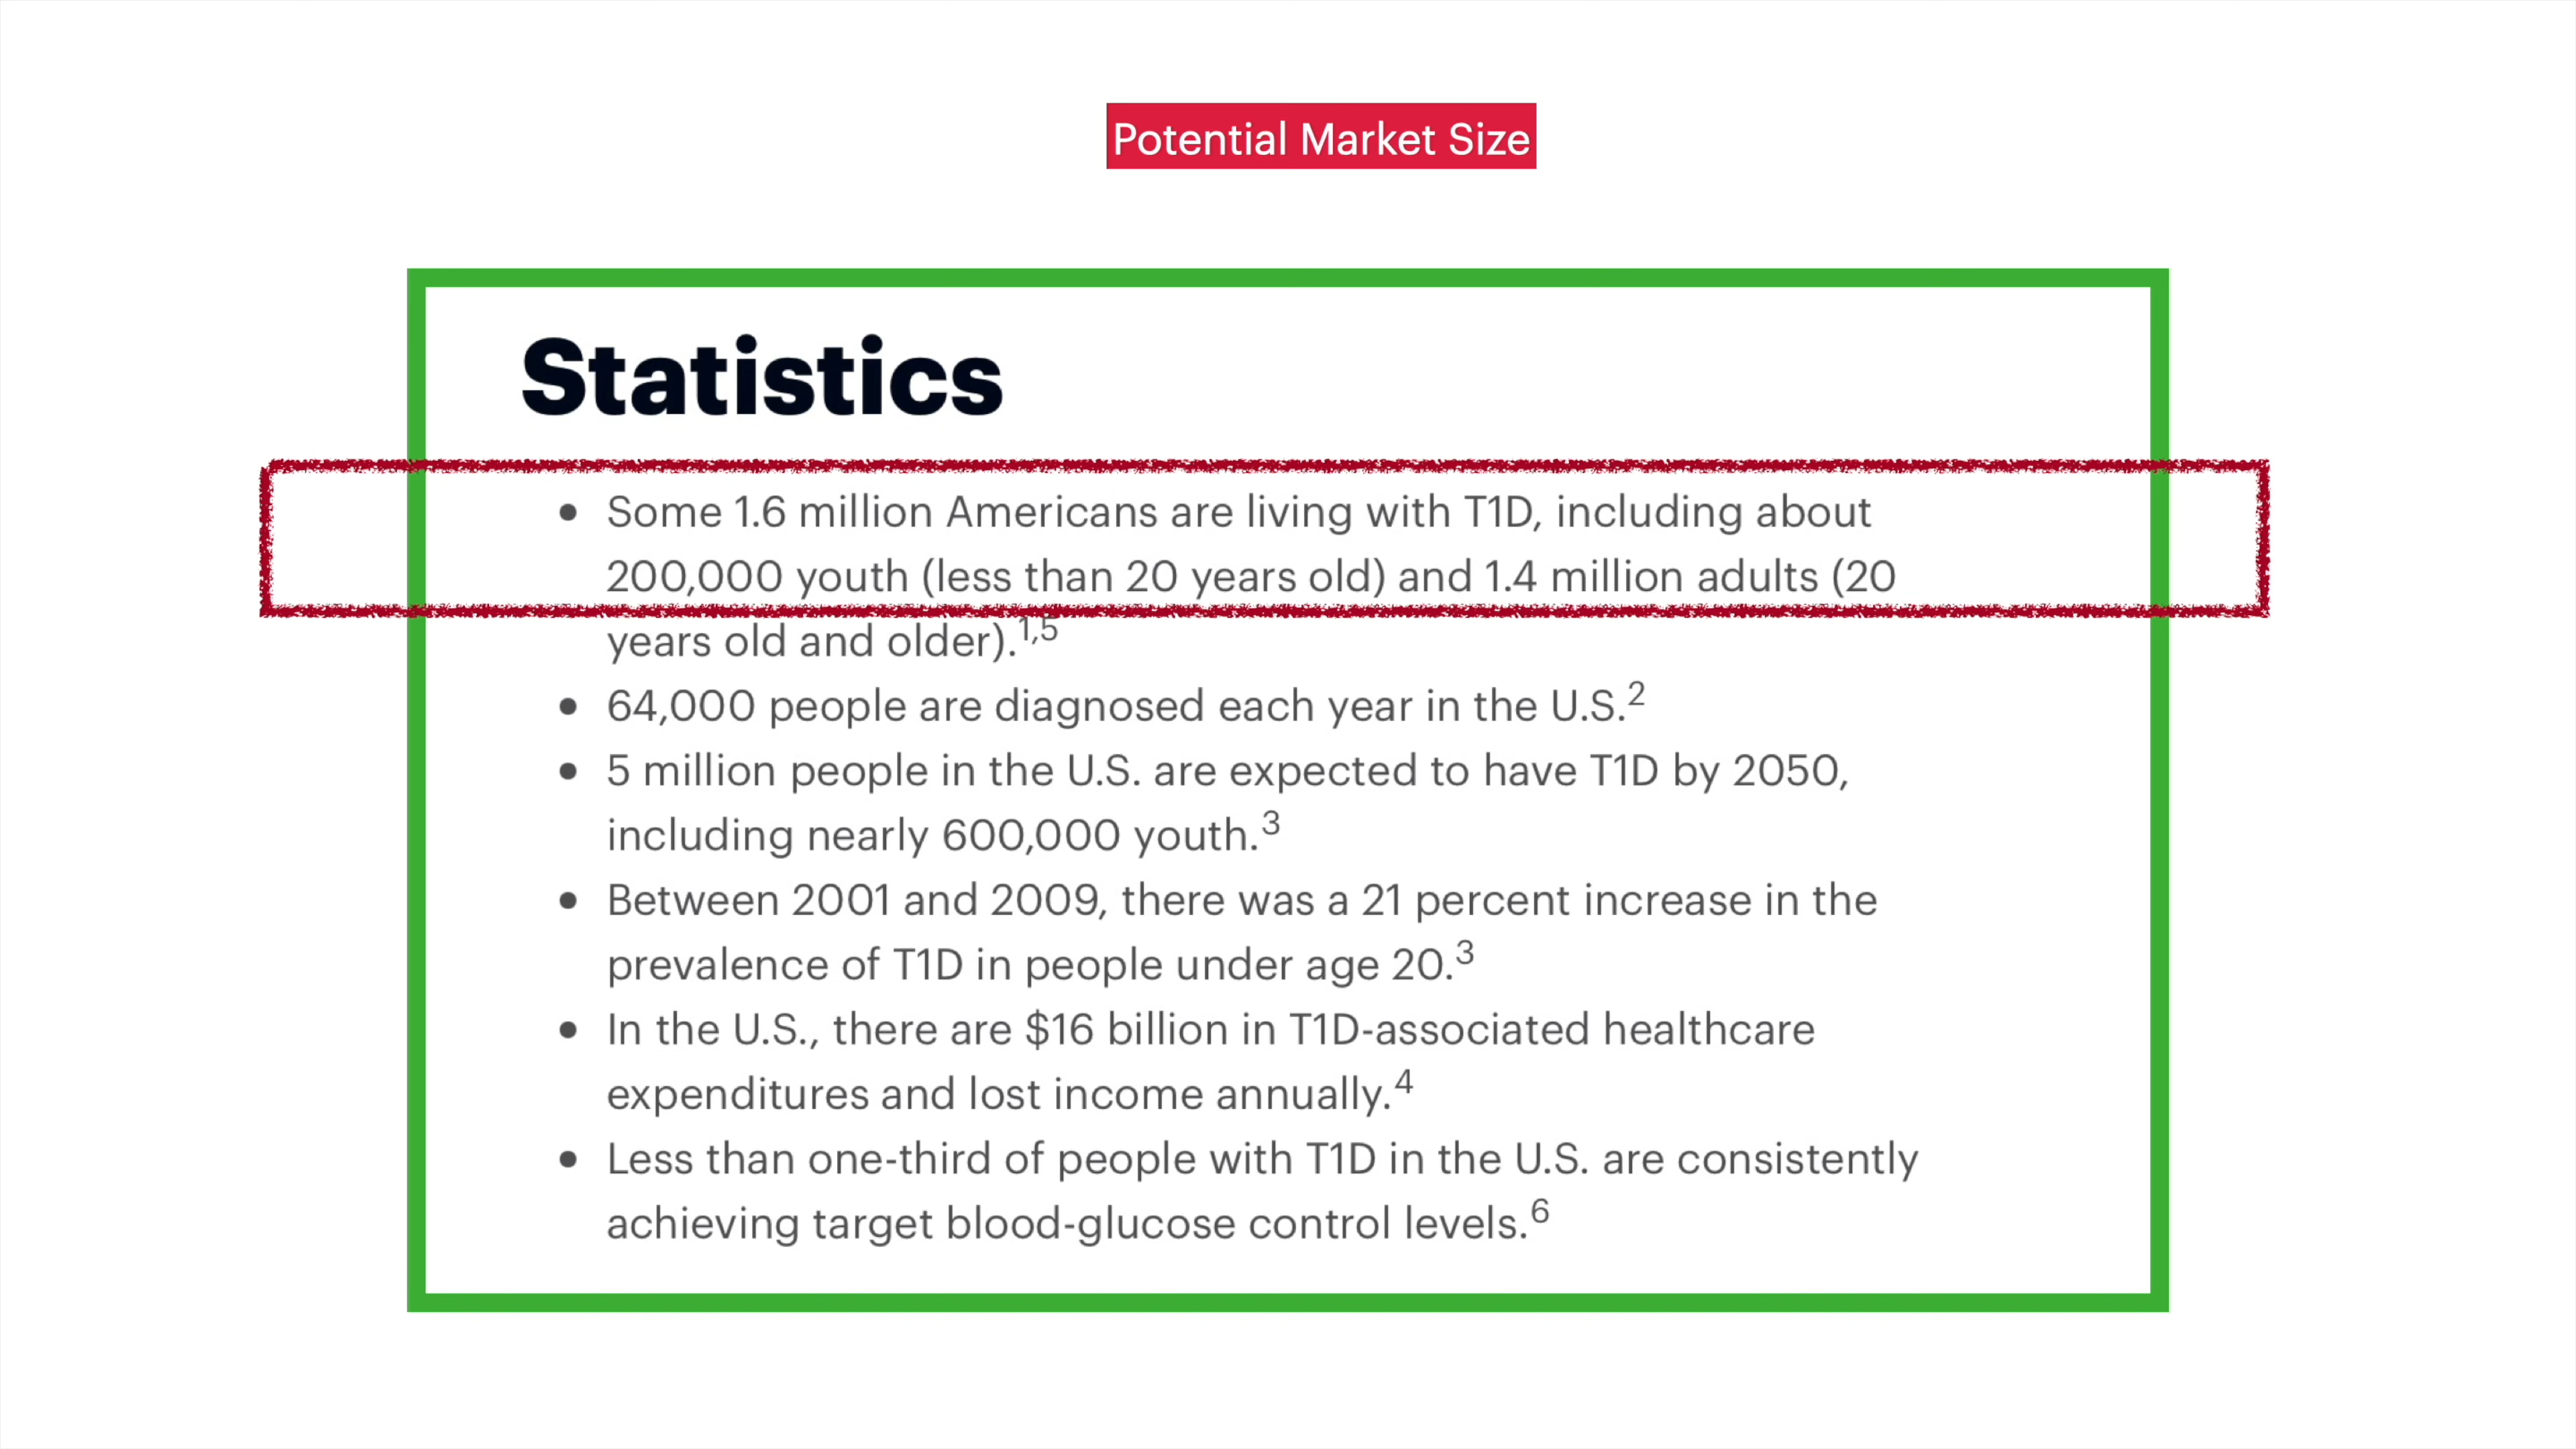 Potential Market Size
Statistics
• Some 1.6 million Americans are living with T1D, including about
200,000 youth (less than 20 years old) and 1.4 million adults (20
years old and older).1,5
• 64,000 people are diagnosed each year in the U.S.2
• 5 million people in the U.S. are expected to have T1D by 2050,
including nearly 600,000 youth.3
• Between 2001 and 2009, there was a 21 percent increase in the
prevalence of T1D in people under age 20.3
• In the U.S., there are $16 billion in T1D-associated healthcare
expenditures and lost income annually.4
• Less than one-third of people with T1D in the U.S. are consistently
achieving target blood-glucose control levels.6